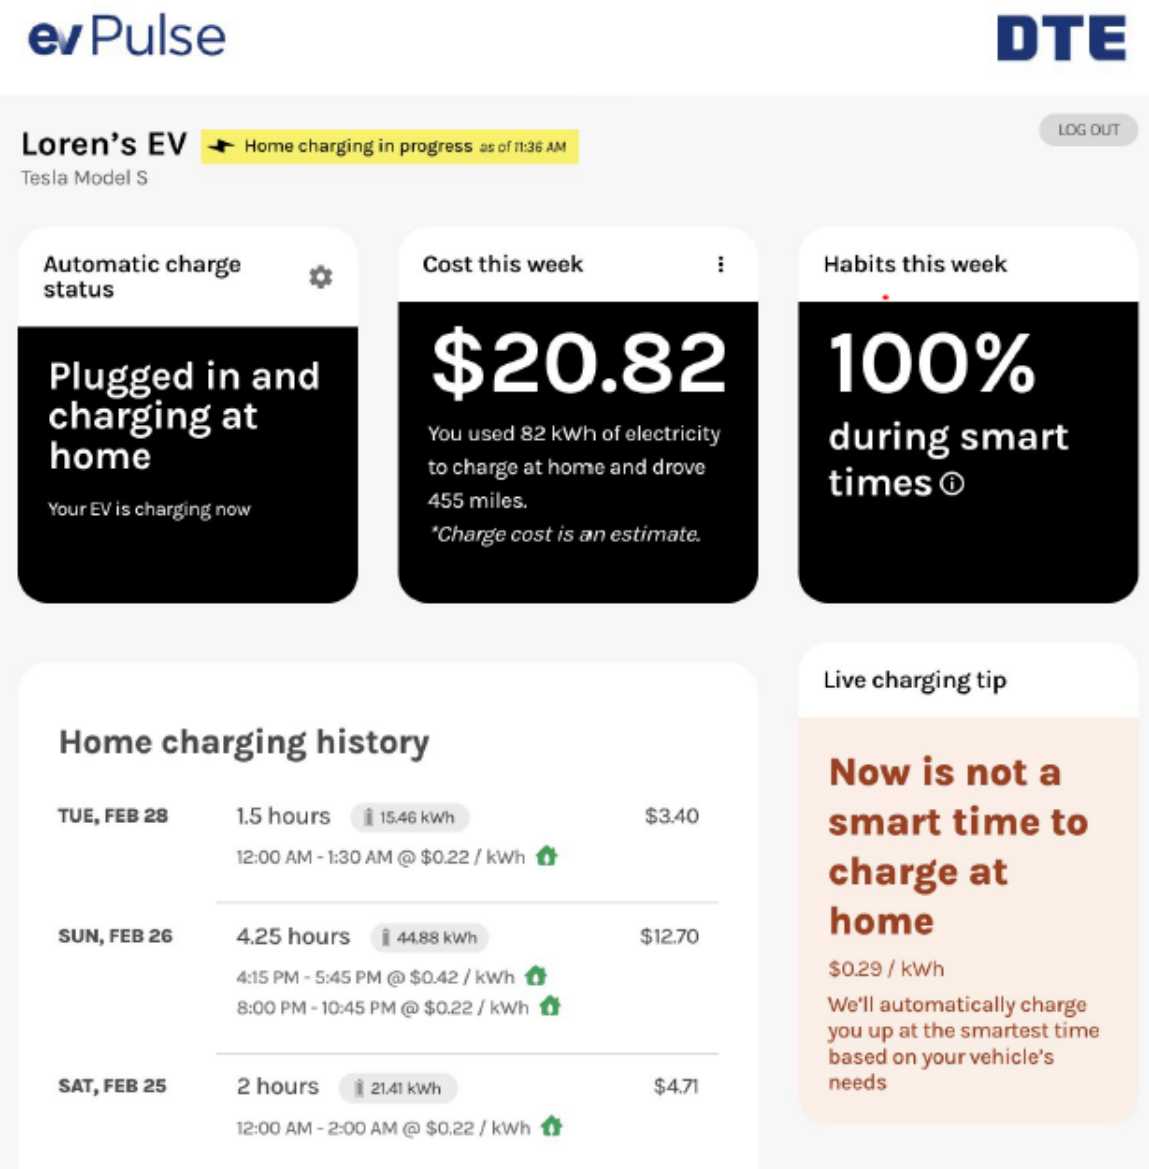 evPulse
DTE
Loren's EV
Home charging in progress as of 11:36 AM
LOG OUT
Tesla Model S
Automatic charge
status
Plugged in and
charging at
home
Your EV is charging now
Cost this week
$20.82
You used 82 kWh of electricity
to charge at home and drove
455 miles.
*Charge cost is an estimate.
Habits this week
100%
during smart
times
Home charging history
TUE, FEB 28
1.5 hours
15.46 kWh
$3.40
12:00 AM - 1:30 AM @ $0.22 / kWh
SUN, FEB 26
4.25 hours
44.88 kWh
$12.70
4:15 PM - 5:45 PM @ $0.42 / kWh
8:00 PM - 10:45 PM @ $0.22 / kWh
SAT, FEB 25
2 hours
21.41 kWh
$4.71
12:00 AM - 2:00 AM @ $0.22 / kWh
Live charging tip
Now is not a
smart time to
charge at
home
$0.29 / kWh
We'll automatically charge
you up at the smartest time
based on your vehicle's
needs